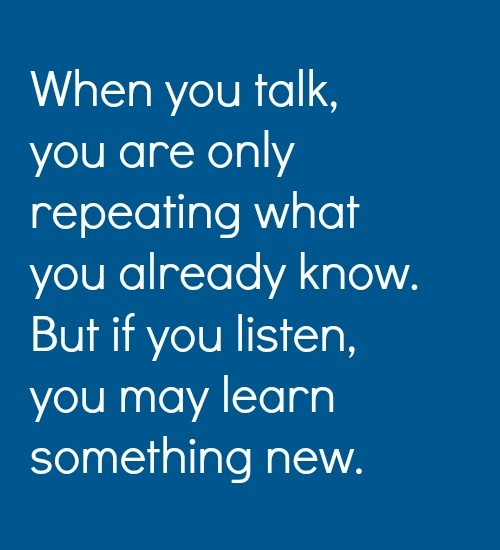 When you talk,
you are only
repeating what
you already know.
But if you listen,
you may learn
something new.